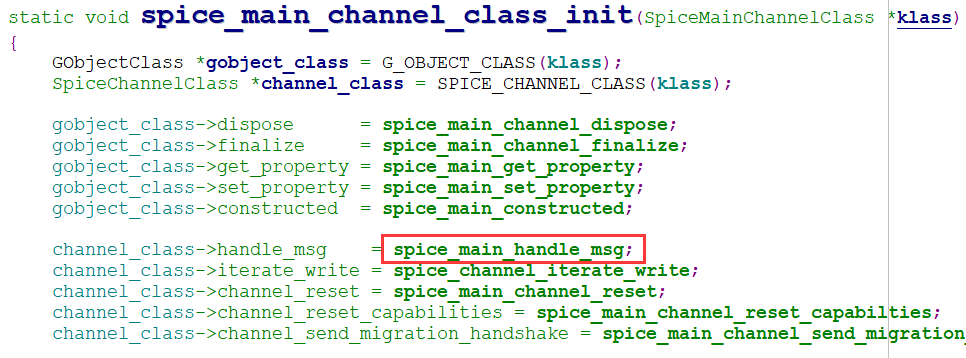 static void spice_main_channel_class_init(SpiceMainChannelClass *klass)
{
    GObjectClass *gobject_class = G_OBJECT_CLASS(klass);
    SpiceChannelClass *channel_class = SPICE_CHANNEL_CLASS(klass);
    gobject_class->dispose      = spice_main_channel_dispose;
    gobject_class->finalize     = spice_main_channel_finalize;
    gobject_class->get_property = spice_main_get_property;
    gobject_class->set_property = spice_main_set_property;
    gobject_class->constructed  = spice_main_constructed;
    channel_class->handle_msg    = spice_main_handle_msg;
    channel_class->iterate_write = spice_channel_iterate_write;
    channel_class->channel_reset = spice_main_channel_reset;
    channel_class->channel_reset_capabilities = spice_main_channel_reset_capabilties;
    channel_class->channel_send_migration_handshake = spice_main_channel_send_migration_